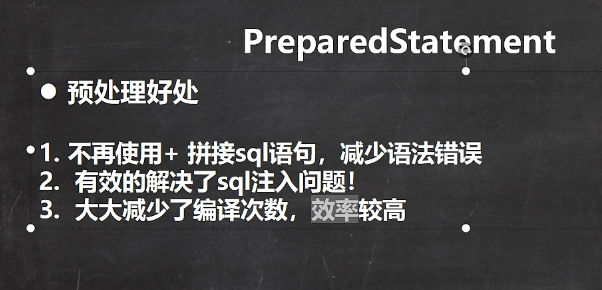 PreparedStatement
● 预处理好处
1. 不再使用+ 拼接sql语句，减少语法错误
2. 有效的解决了sql注入问题！
3. 大大减少了编译次数，效率较高